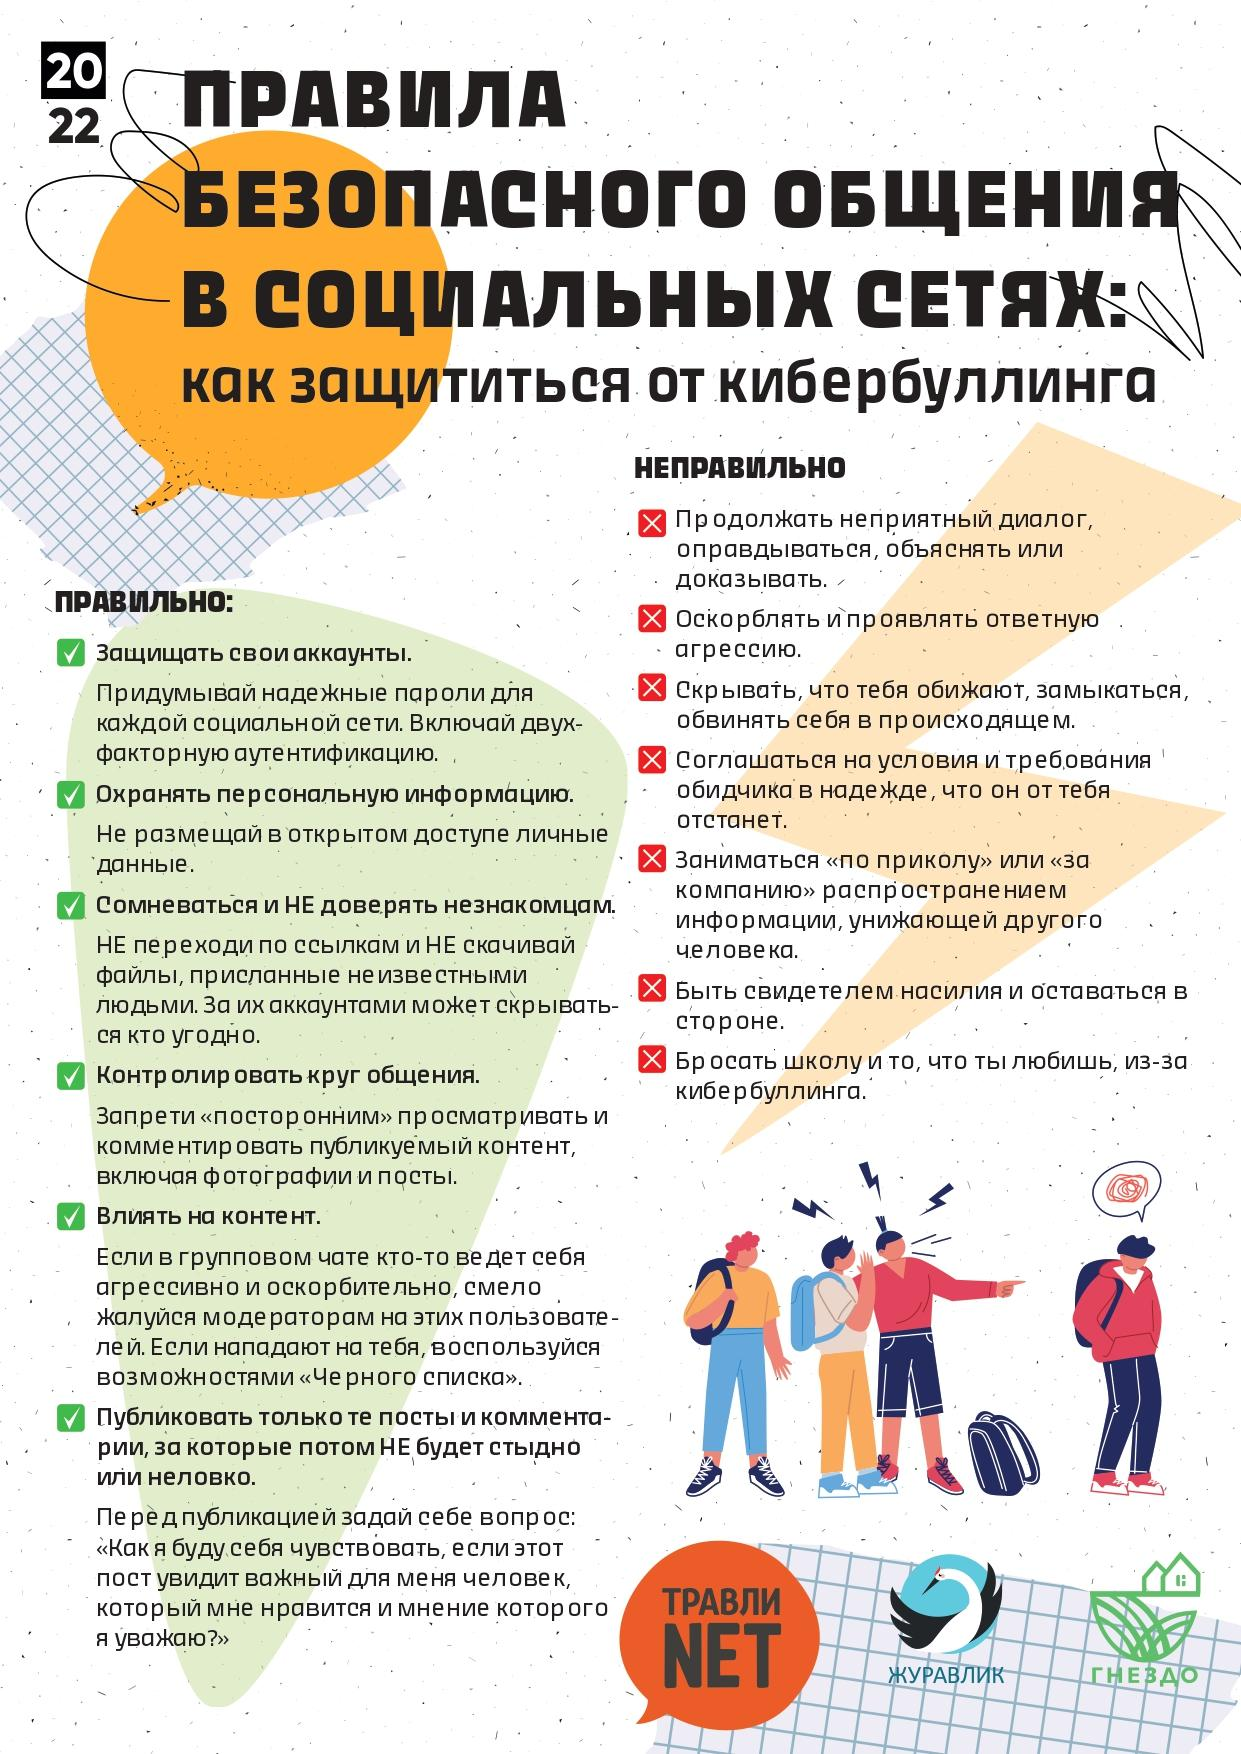 20
22
ПРАВИЛА
БЕЗОПАСНОГО ОБЩЕНИЯ
В СОЦИАЛЬНЫХ СЕТЯХ:
как защититься от кибербуллинга
ПРАВИЛЬНО:
Защищать свои аккаунты.
Придумывай надежные пароли для
каждой социальной сети. Включай двух-
факторную аутентификацию.
Охранять персональную информацию.
Не размещай в открытом доступе личные
данные.
Сомневаться и НЕ доверять незнакомцам.
НЕ переходи по ссылкам и НЕ скачивай
файлы, присланные неизвестными
людьми. За их аккаунтами может скрывать-
ся кто угодно.
Контролировать круг общения.
Запрети «посторонним» просматривать и
комментировать публикуемый контент,
включая фотографии и посты.
Влиять на контент.
Если в групповом чате кто-то ведет себя
агрессивно и оскорбительно, смело
жалуйся модераторам на этих пользовате-
лей. Если нападают на тебя, воспользуйся
возможностями «Черного списка».
Публиковать только те посты и коммента-
рии, за которые потом НЕ будет стыдно
или неловко.
Перед публикацией задай себе вопрос:
«Как я буду себя чувствовать, если этот
пост увидит важный для меня человек,
который мне нравится и мнение которого
я уважаю?»
НЕПРАВИЛЬНО
Продолжать неприятный диалог,
оправдываться, объяснять или
доказывать.
Оскорблять и проявлять ответную
агрессию.
Скрывать, что тебя обижают, замыкаться,
обвинять себя в происходящем.
Соглашаться на условия и требования
обидчика в надежде, что он от тебя
отстанет.
Заниматься «по приколу» или «за
компанию» распространением
информации, унижающей другого
человека.
Быть свидетелем насилия и оставаться в
стороне.
Бросать школу и то, что ты любишь, из-за
кибербуллинга.
ТРАВЛИ
NET
ЖУРАВЛИК
ГНЕЗДО